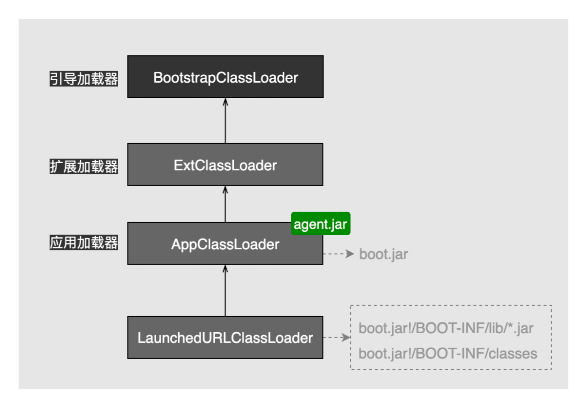 引导加载器
BootstrapClassLoader
扩展加载器
ExtClassLoader
agent.jar
应用加载器
AppClassLoader
boot.jar
LaunchedURLClassLoader
boot.jar!/BOOT-INF/lib/*.jar
boot.jar!/BOOT-INF/classes